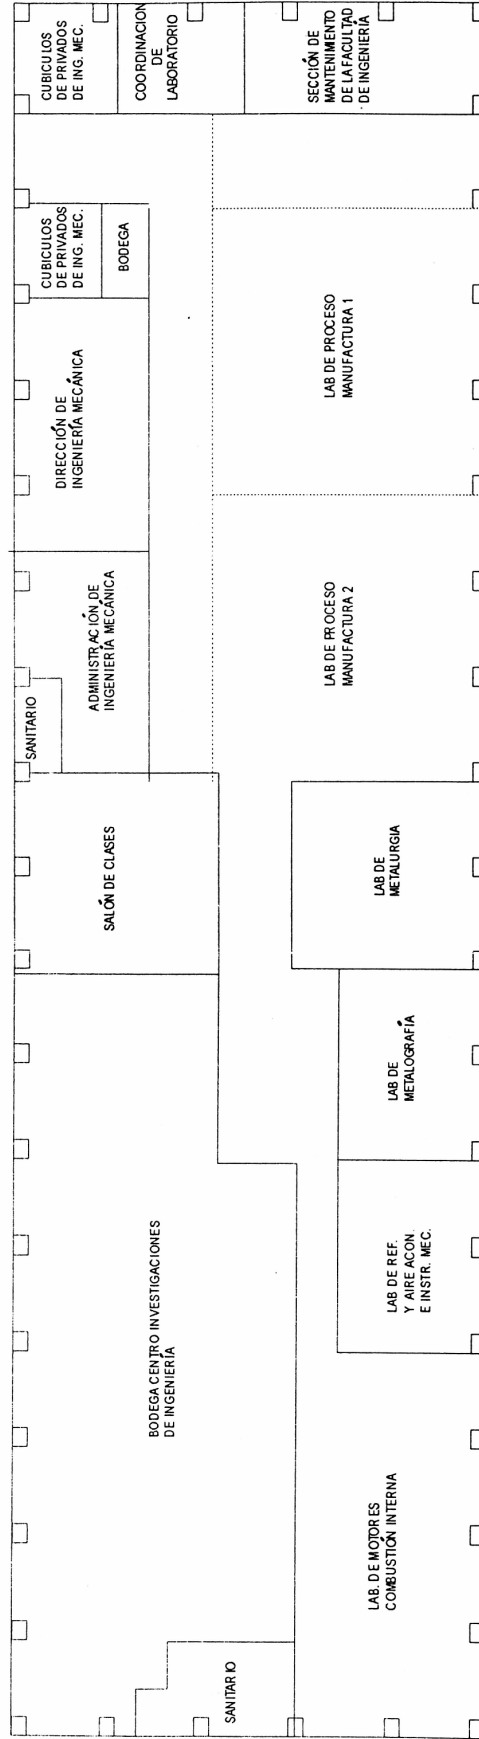 CUBICULOS
DE PRIVADOS
DE ING. MEC.
COORDINACION
DE
LABORATORIO
SECCIÓN DE
MANTENIMIENTO
DE LA FACULTAD
DE INGENIERÍA
CUBICULOS
DE PRIVADOS
DE ING. MEC.
BODEGA
DIRECCIÓN DE
INGENIERÍA MECÁNICA
LAB DE PROCESO
MANUFACTURA 1
ADMINISTRACIÓN DE
INGENIERÍA MECÁNICA
SANITARIO
LAB DE PROCESO
MANUFACTURA 2
SALÓN DE CLASES
LAB DE
METALURGIA
LAB DE
METALOGRAFÍA
BODEGA CENTRO INVESTIGACIONES
DE INGENIERÍA
LAB DE REF.
Y AIRE ACON.
E INSTR. MEC.
LAB. DE MOTORES
COMBUSTIÓN INTERNA
SANITARIO